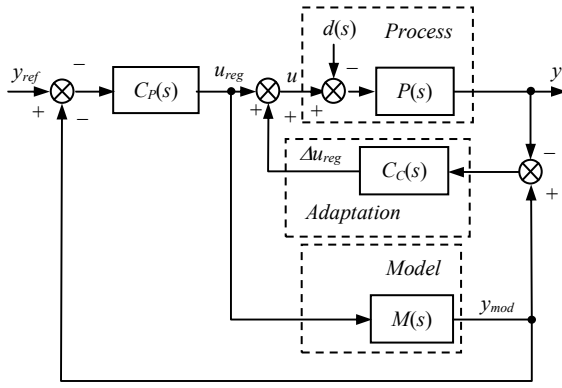 d(s)
Process
−
−
−
y_ref
C_P(s)
u_reg
u
P(s)
y
+
−
+
+
+
Δu_reg
−
C_C(s)
+
Adaptation
Model
M(s)
y_mod